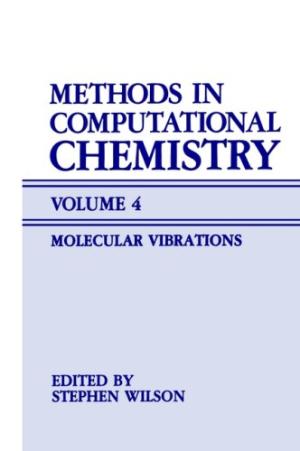 METHODS IN
COMPUTATIONAL
CHEMISTRY
VOLUME 4
MOLECULAR VIBRATIONS
EDITED BY
STEPHEN WILSON